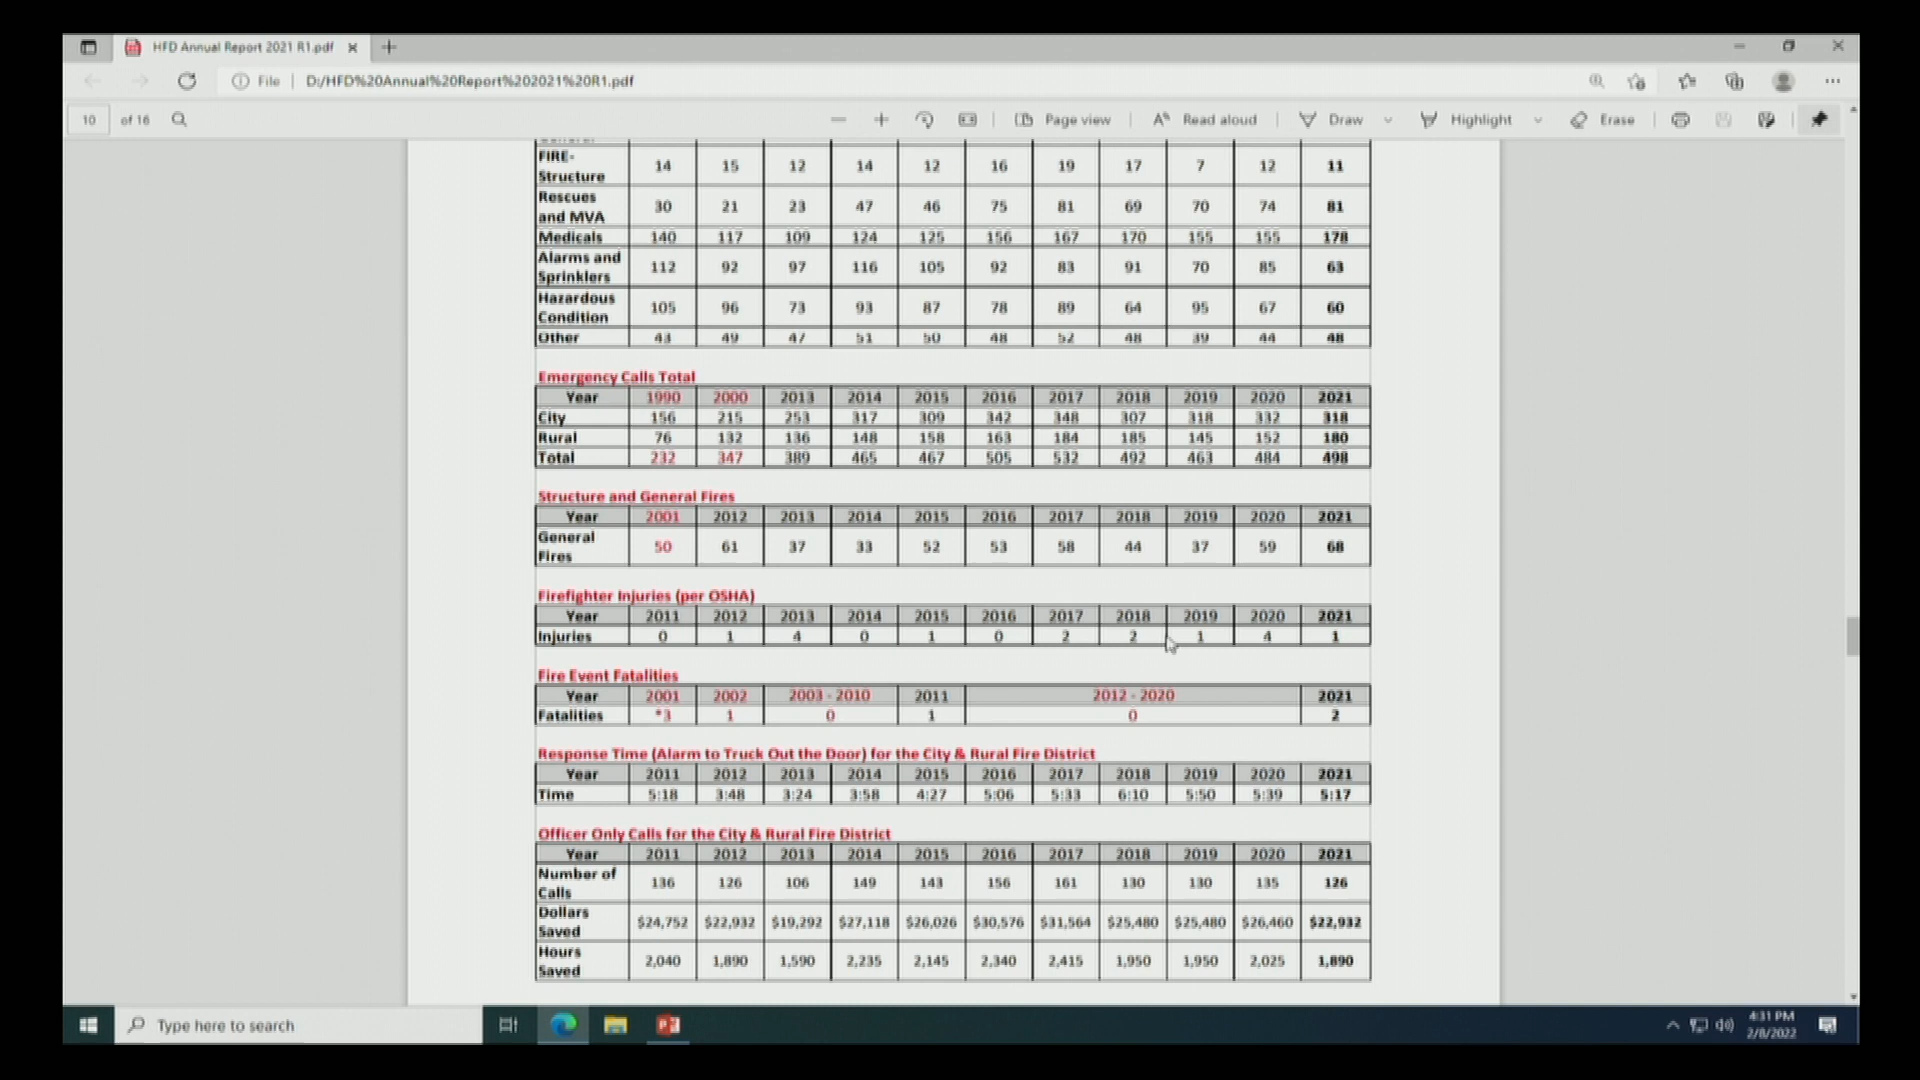 HFD Annual Report 2021 R1.pdf
File | D:/HFD%20Annual%20Report%202021%20R1.pdf
10 of 16 Page view Read aloud Draw Highlight Erase
General
FIRE- Structure 14 15 12 14 12 16 19 17 7 12 11
Rescues and MVA 30 21 23 47 46 75 81 69 70 74 81
Medicals 140 117 109 124 125 156 167 170 155 155 178
Alarms and Sprinklers 112 92 97 116 105 92 83 91 70 85 63
Hazardous Condition 105 96 73 93 87 78 89 64 95 67 60
Other 43 49 47 51 50 48 52 48 39 44 48
Emergency Calls Total
Year 1990 2000 2013 2014 2015 2016 2017 2018 2019 2020 2021
City 156 215 253 317 309 342 348 307 318 332 318
Rural 76 132 136 148 158 163 184 185 145 152 180
Total 232 347 389 465 467 505 532 492 463 484 498
Structure and General Fires
Year 2001 2012 2013 2014 2015 2016 2017 2018 2019 2020 2021
General Fires 50 61 37 33 52 53 58 44 37 59 68
Firefighter Injuries (per OSHA)
Year 2011 2012 2013 2014 2015 2016 2017 2018 2019 2020 2021
Injuries 0 1 4 0 1 0 2 2 1 4 1
Fire Event Fatalities
Year 2001 2002 2003 - 2010 2011 2012 - 2020 2021
Fatalities *3 1 0 1 0 2
Response Time (Alarm to Truck Out the Door) for the City & Rural Fire District
Year 2011 2012 2013 2014 2015 2016 2017 2018 2019 2020 2021
Time 5:18 3:48 3:24 3:58 4:27 5:06 5:33 6:10 5:50 5:39 5:17
Officer Only Calls for the City & Rural Fire District
Year 2011 2012 2013 2014 2015 2016 2017 2018 2019 2020 2021
Number of Calls 136 126 106 149 143 156 161 130 130 135 126
Dollars Saved $24,752 $22,932 $19,292 $27,118 $26,026 $30,576 $31,564 $25,480 $25,480 $26,460 $22,932
Hours Saved 2,040 1,890 1,590 2,235 2,145 2,340 2,415 1,950 1,950 2,025 1,890
Type here to search
4:31 PM
2/8/2022